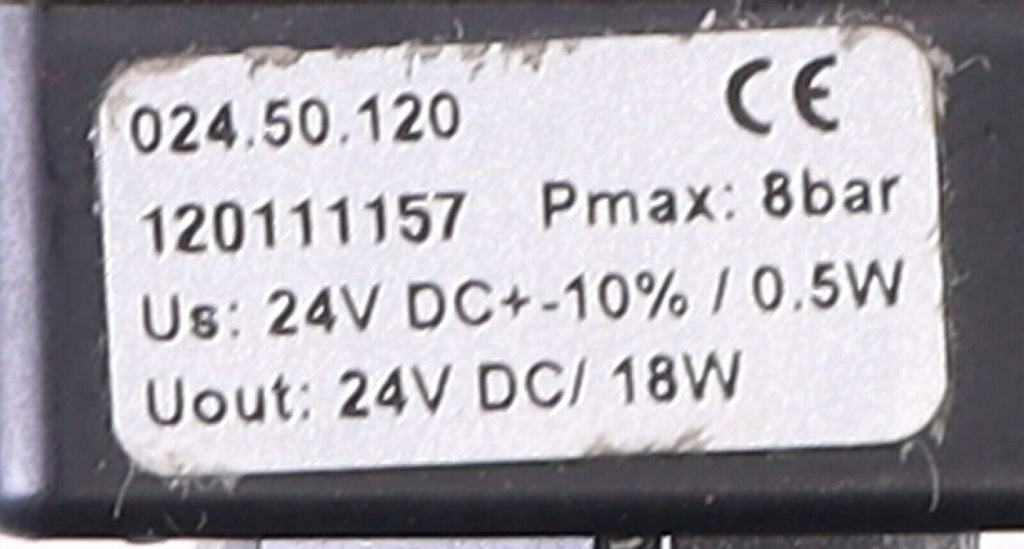 024.50.120 CE
120111157 Pmax: 8bar
Us: 24V DC+-10% / 0.5W
Uout: 24V DC/ 18W